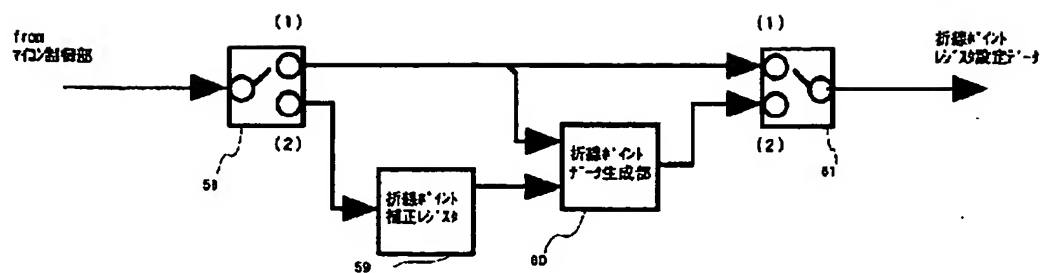 from
マイコン制御部
(1)
(2)
58
折線ポイント
補正レジスタ
59
折線ポイント
データ生成部
60
(1)
(2)
61
折線ポイント
レジスタ設定データ